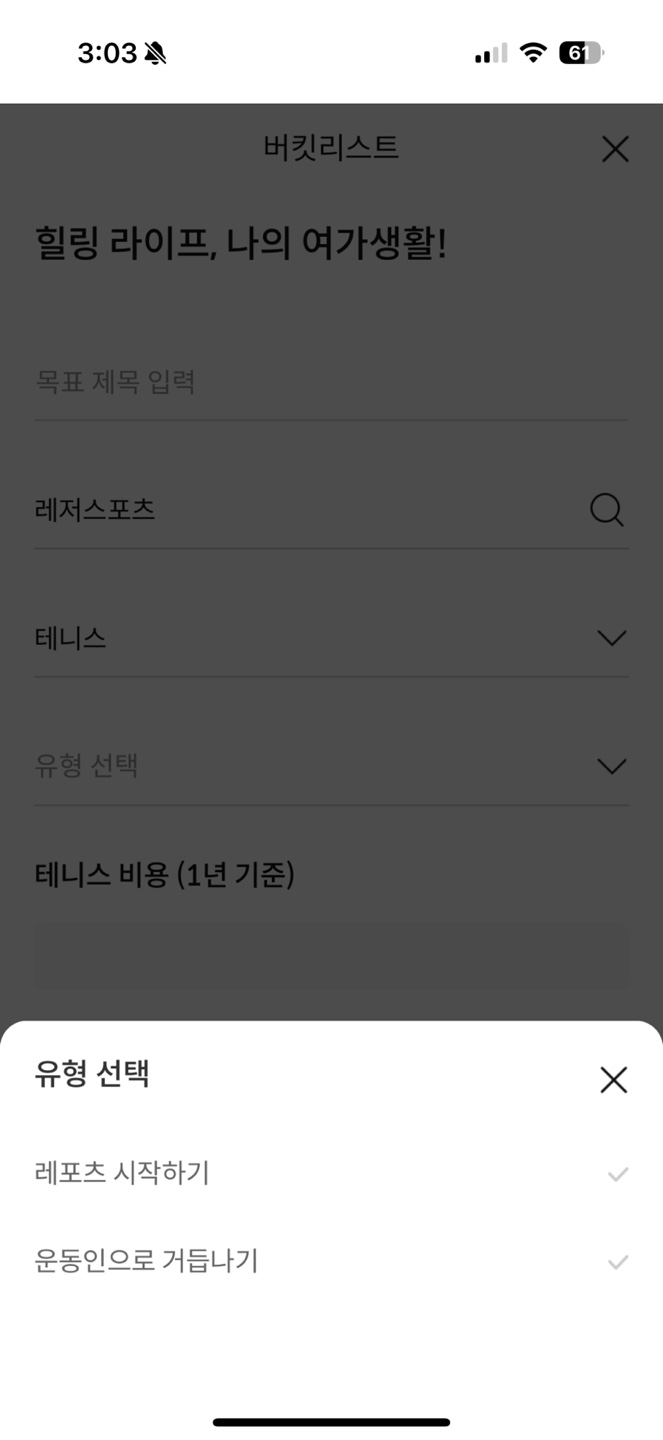 3:03
61
버킷리스트
힐링 라이프, 나의 여가생활!
목표 제목 입력
레저스포츠
테니스
유형 선택
테니스 비용 (1년 기준)
유형 선택
레포츠 시작하기
운동인으로 거듭나기